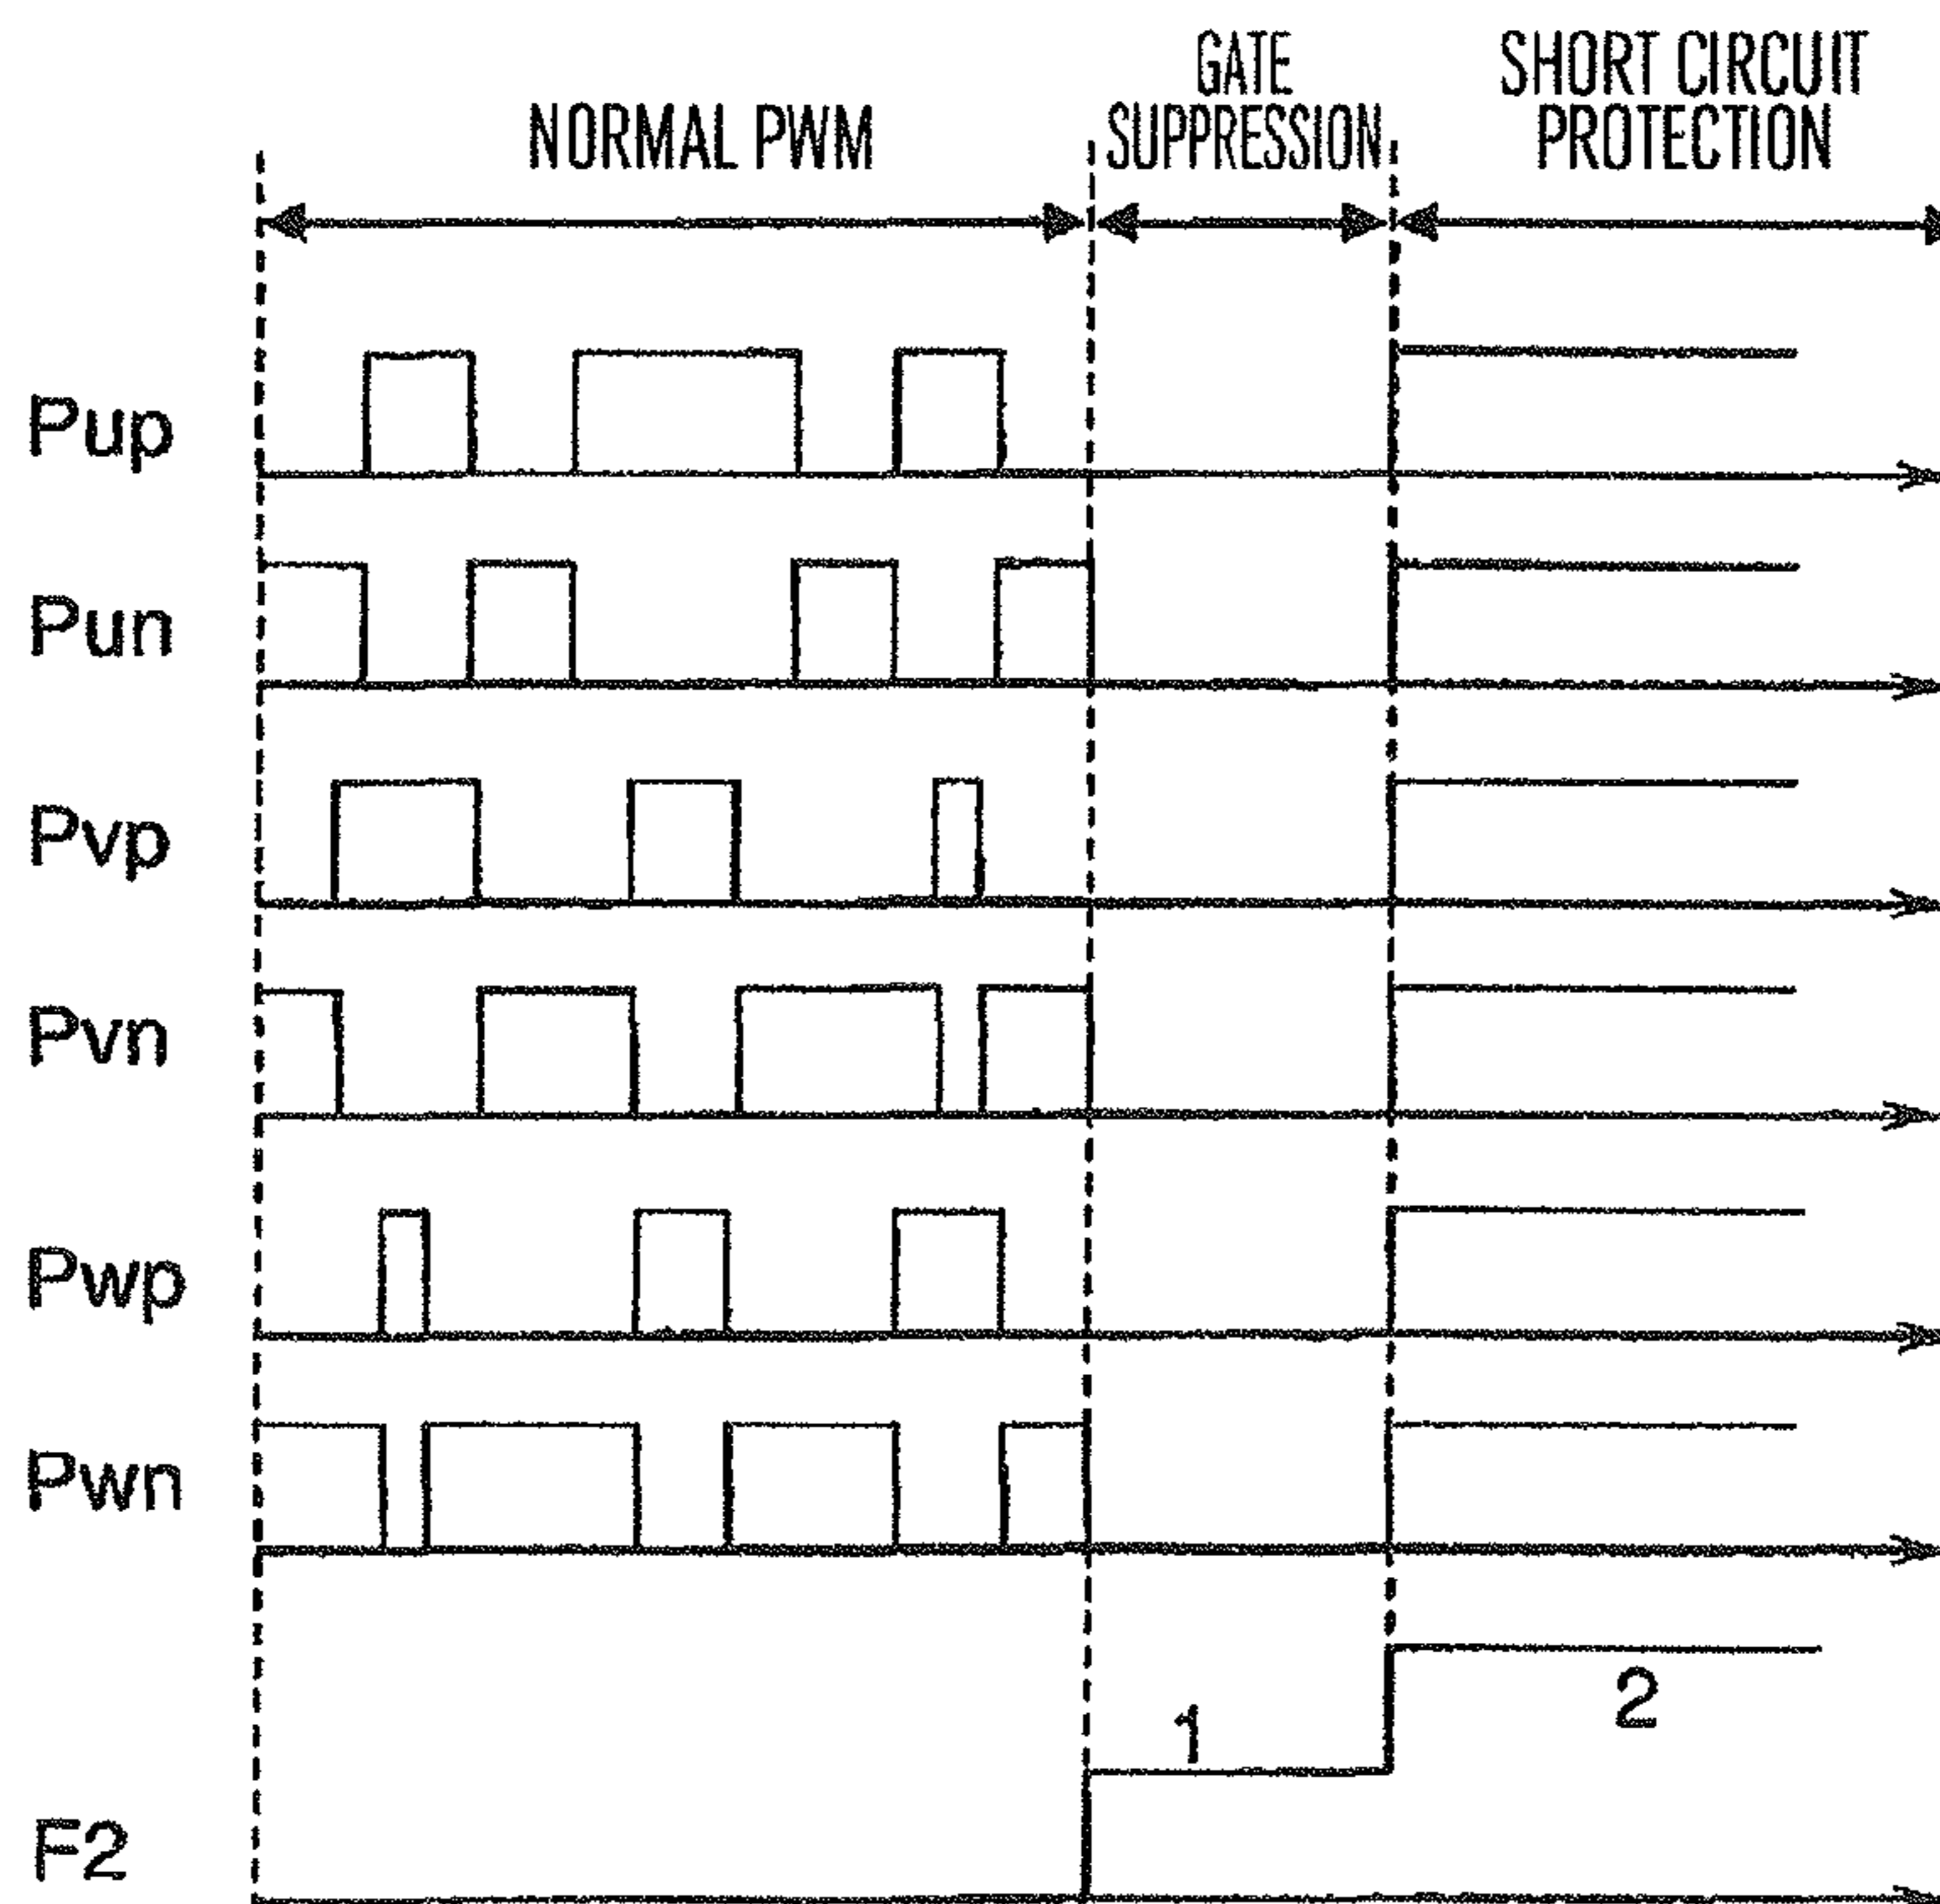 NORMAL PWM
GATE
SUPPRESSION
SHORT CIRCUIT
PROTECTION
Pup
Pun
Pvp
Pvn
Pwp
Pwn
1
2
F2